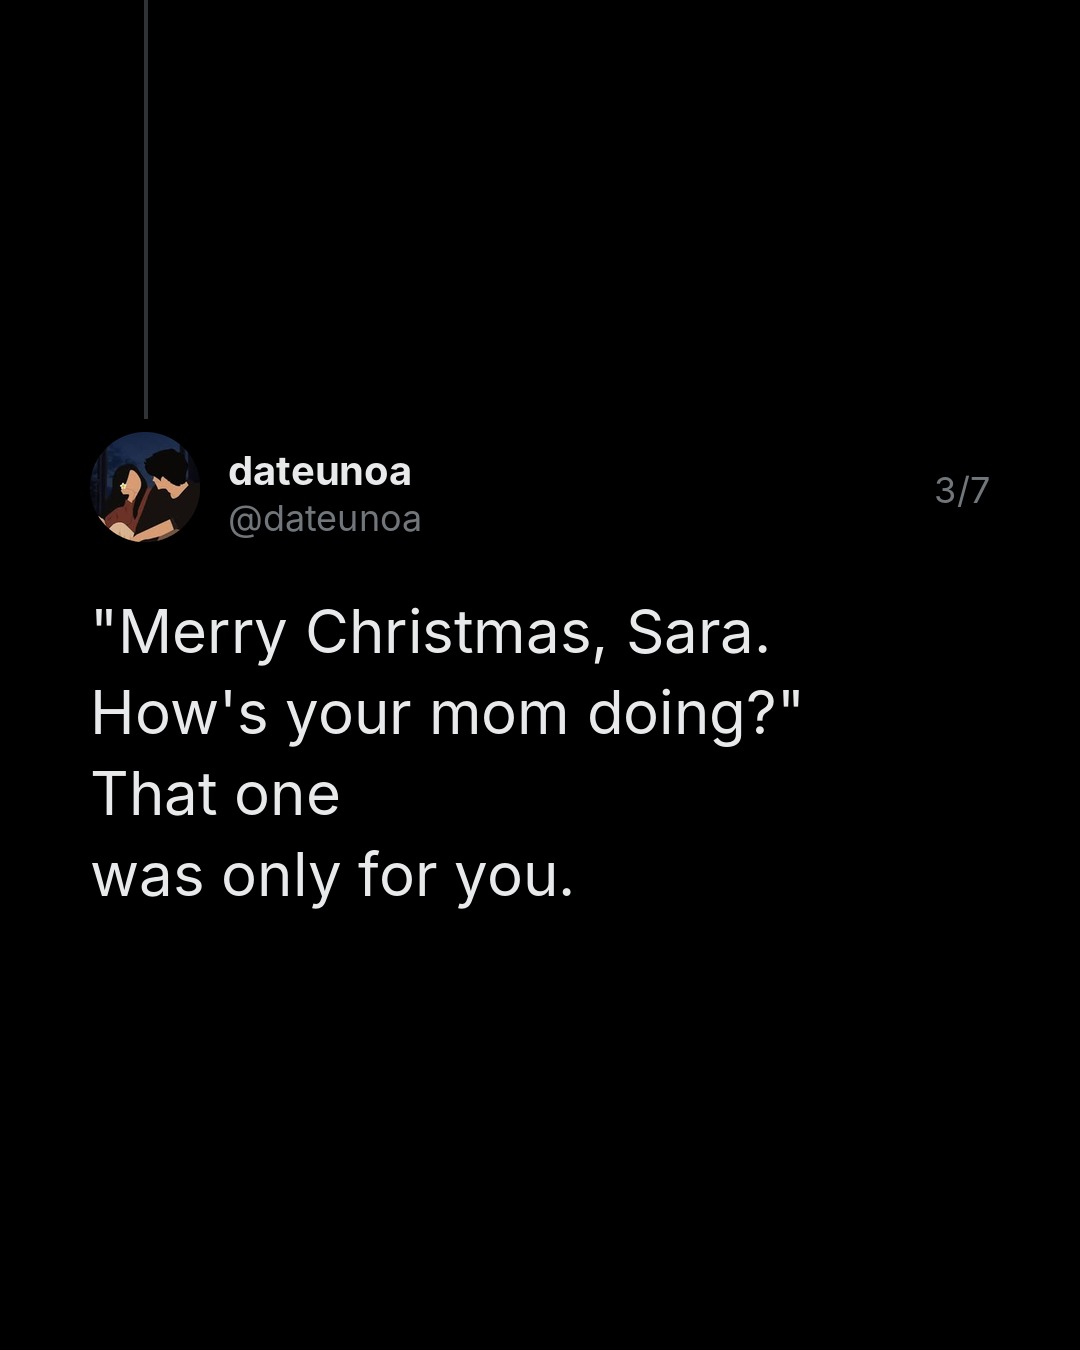 dateunoa
@dateunoa
3/7
"Merry Christmas, Sara.
How's your mom doing?"
That one
was only for you.